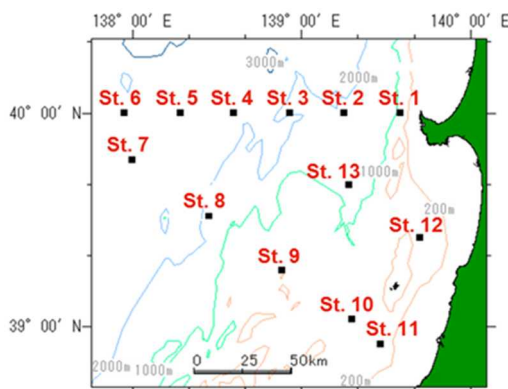 138° 00′ E
139° 00′ E
140° 00′ E
3000m
2000m
40° 00′ N
St. 6
St. 5
St. 4
St. 3
St. 2
St. 1
St. 7
St. 13
1000m
St. 8
200m
St. 12
St. 9
St. 10
39° 00′ N
St. 11
2000m
1000m
0
25
50km
200m